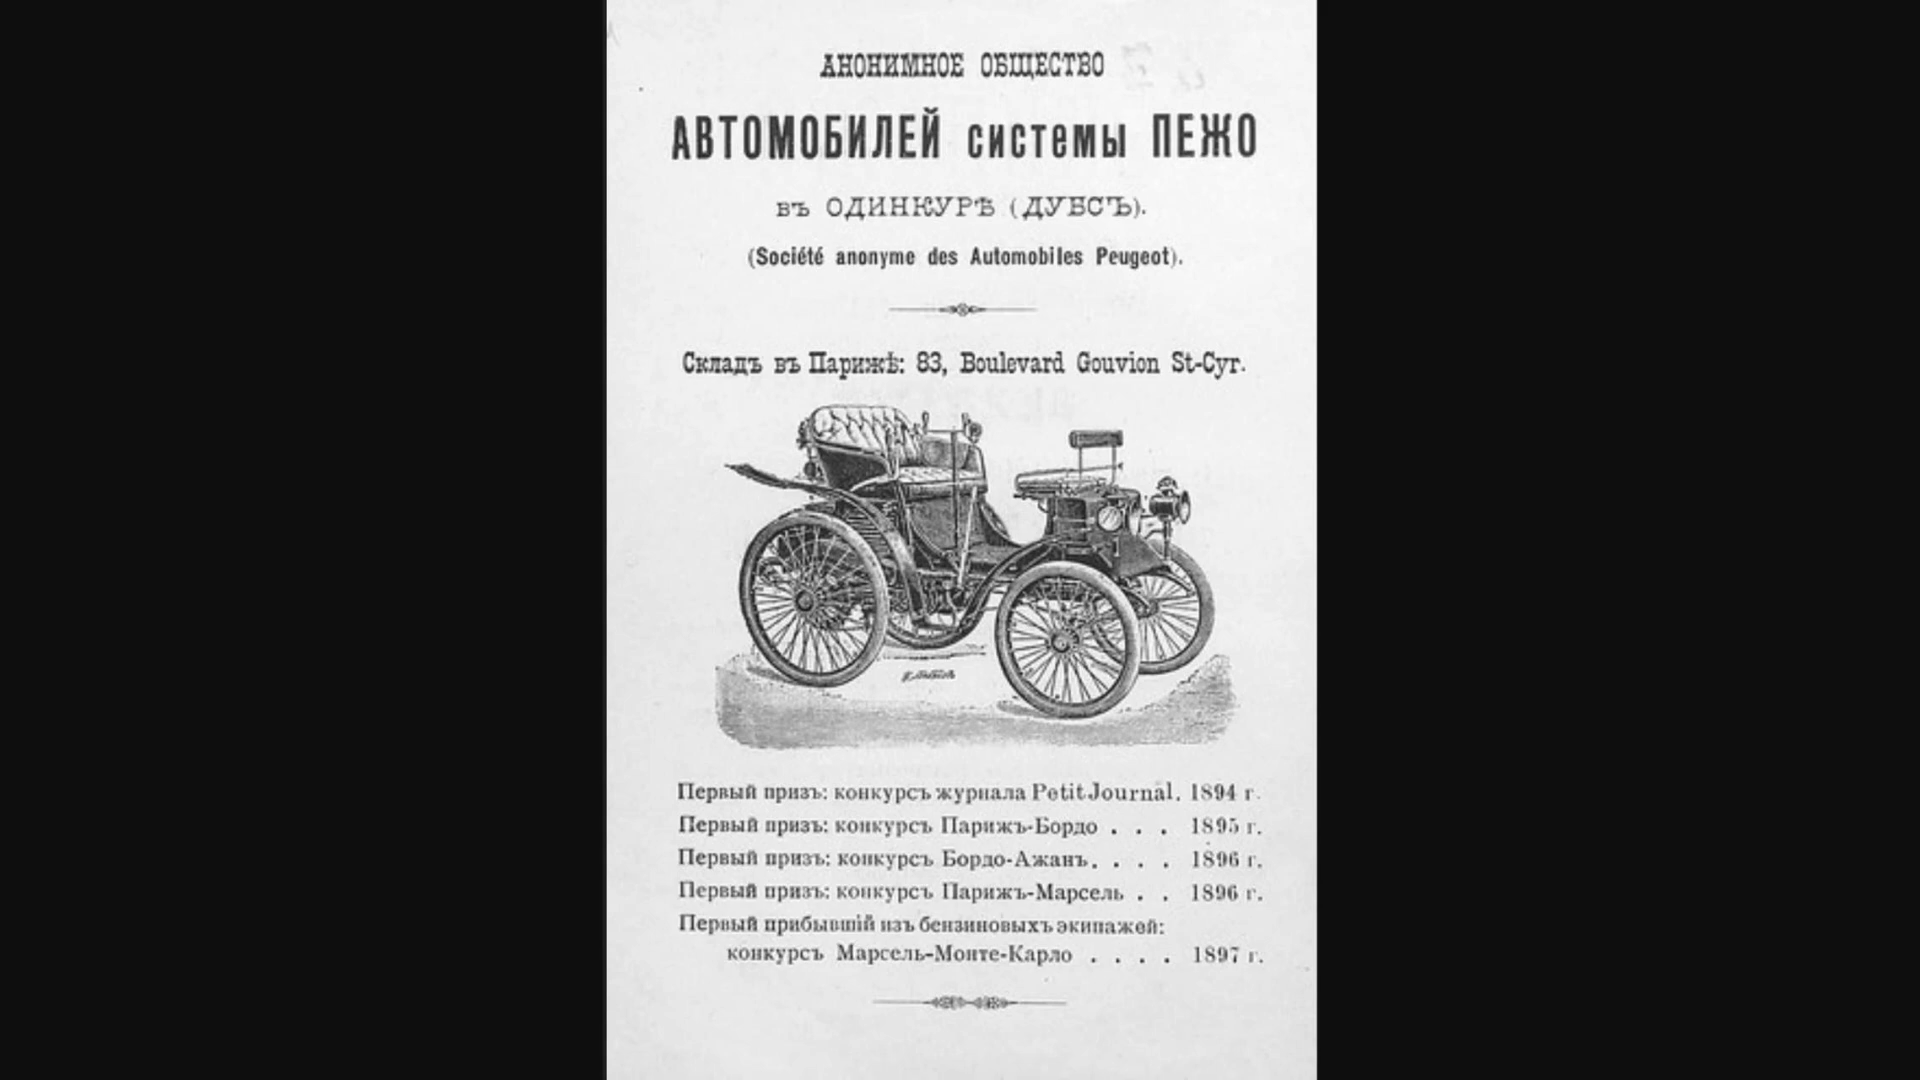 АНОНИМНОЕ ОБЩЕСТВО
АВТОМОБИЛЕЙ системы ПЕЖО
въ ОДИНКУРѢ (ДУБСЪ).
(Société anonyme des Automobiles Peugeot).
Складъ въ Парижѣ: 83, Boulevard Gouvion St-Cyr.
Первый призъ: конкурсъ журнала Petit Journal. 1894 г.
Первый призъ: конкурсъ Парижъ-Бордо . . . 1895 г.
Первый призъ: конкурсъ Бордо-Ажанъ. . . . 1896 г.
Первый призъ: конкурсъ Парижъ-Марсель . . 1896 г.
Первый прибывшій изъ бензиновыхъ экипажей:
конкурсъ Марсель-Монте-Карло . . . . 1897 г.